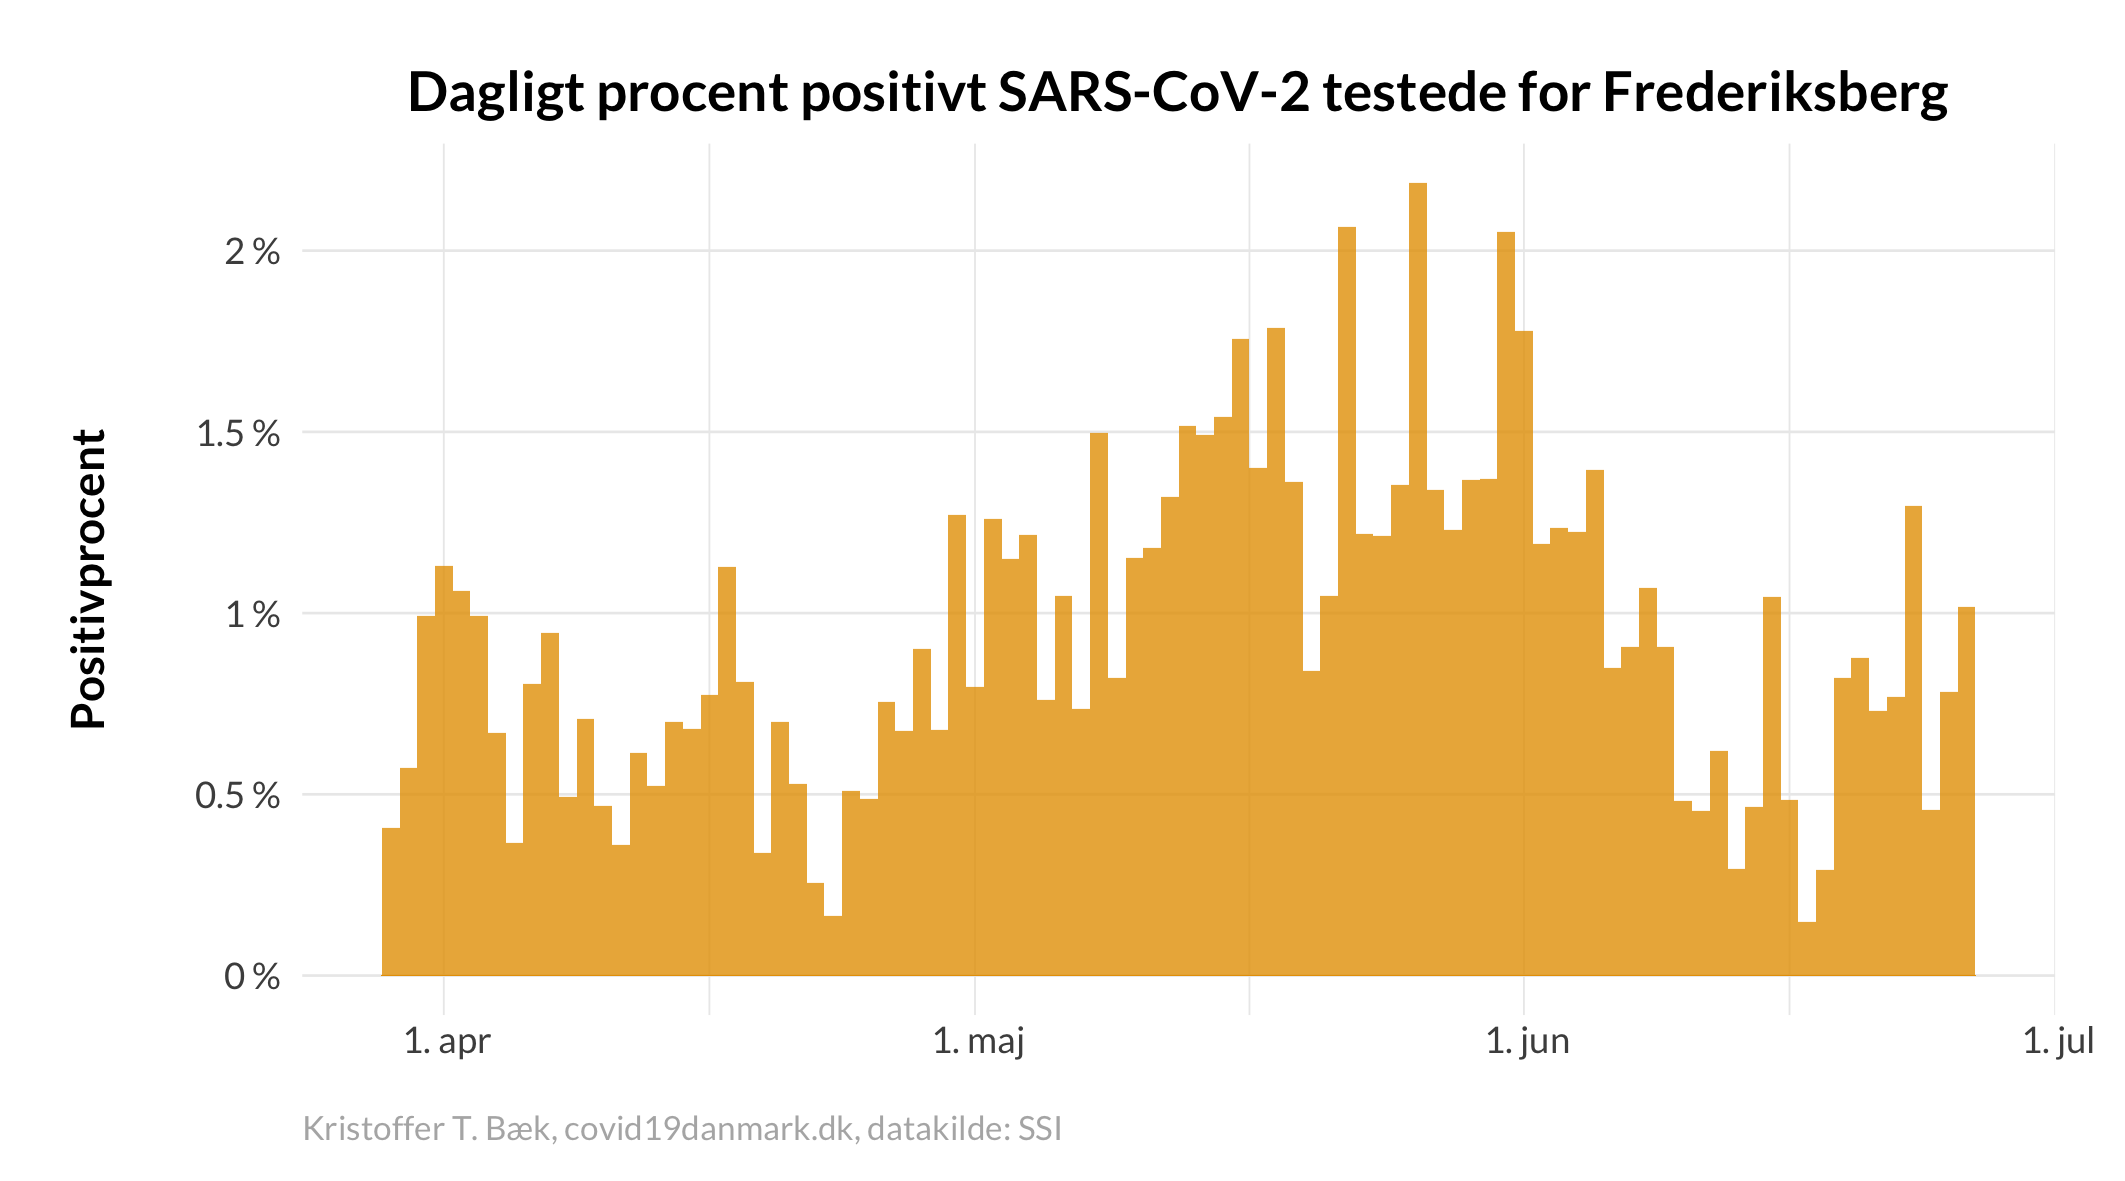 Dagligt procent positivt SARS-CoV-2 testede for Frederiksberg
Positivprocent
2 %
1.5 %
1 %
0.5 %
0 %
1. apr
1. maj
1. jun
1. jul
Kristoffer T. Bæk, covid19danmark.dk, datakilde: SSI